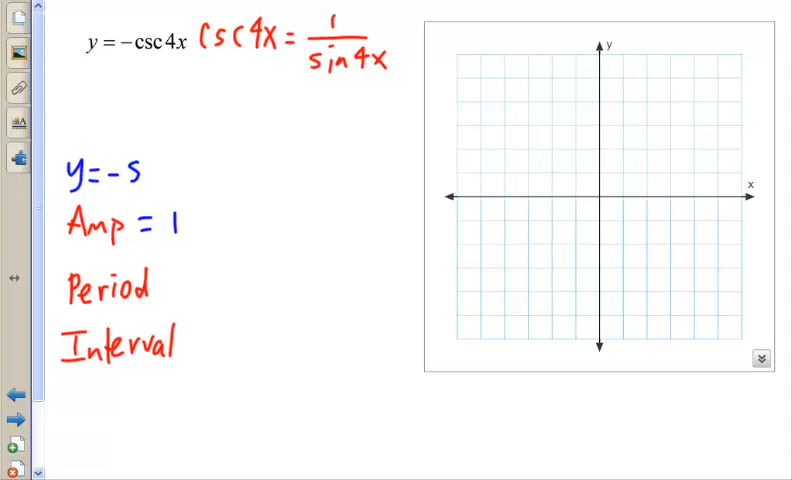 y = −csc 4x csc 4x = 1/sin 4x
y
x
y = - s
Amp = 1
Period
Interval